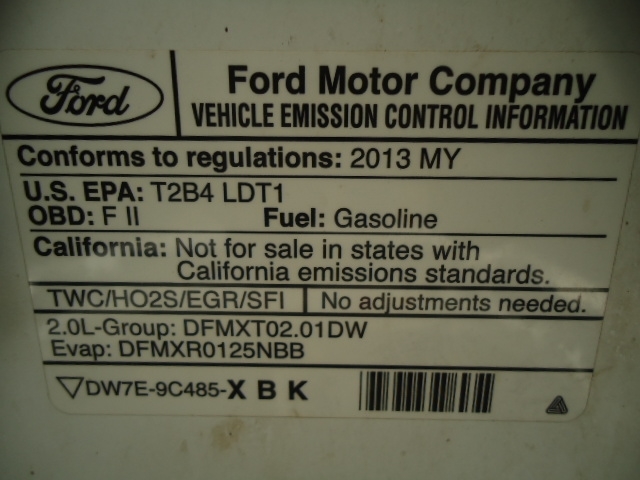 Ford
Ford Motor Company
VEHICLE EMISSION CONTROL INFORMATION
Conforms to regulations: 2013 MY
U.S. EPA: T2B4 LDT1
OBD: F II Fuel: Gasoline
California: Not for sale in states with
California emissions standards.
TWC/HO2S/EGR/SFI No adjustments needed.
2.0L-Group: DFMXT02.01DW
Evap: DFMXR0125NBB
DW7E-9C485-X B K